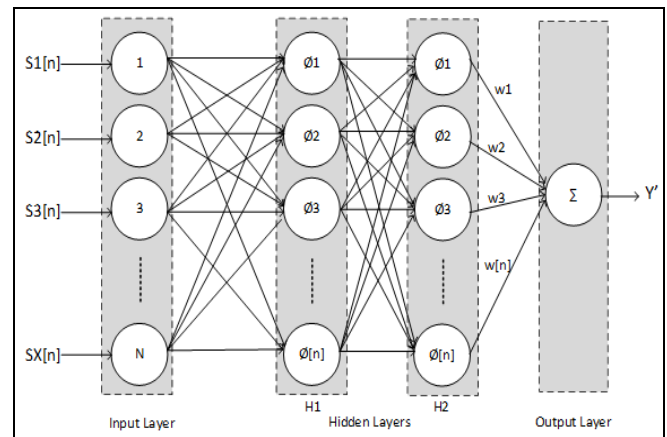 S1[n] 1 Ø1 Ø1
w1
S2[n] 2 Ø2 Ø2
w2
S3[n] 3 Ø3 Ø3
w3
Σ Y'
w[n]
SX[n] N Ø[n] Ø[n]
H1 H2
Input Layer Hidden Layers Output Layer